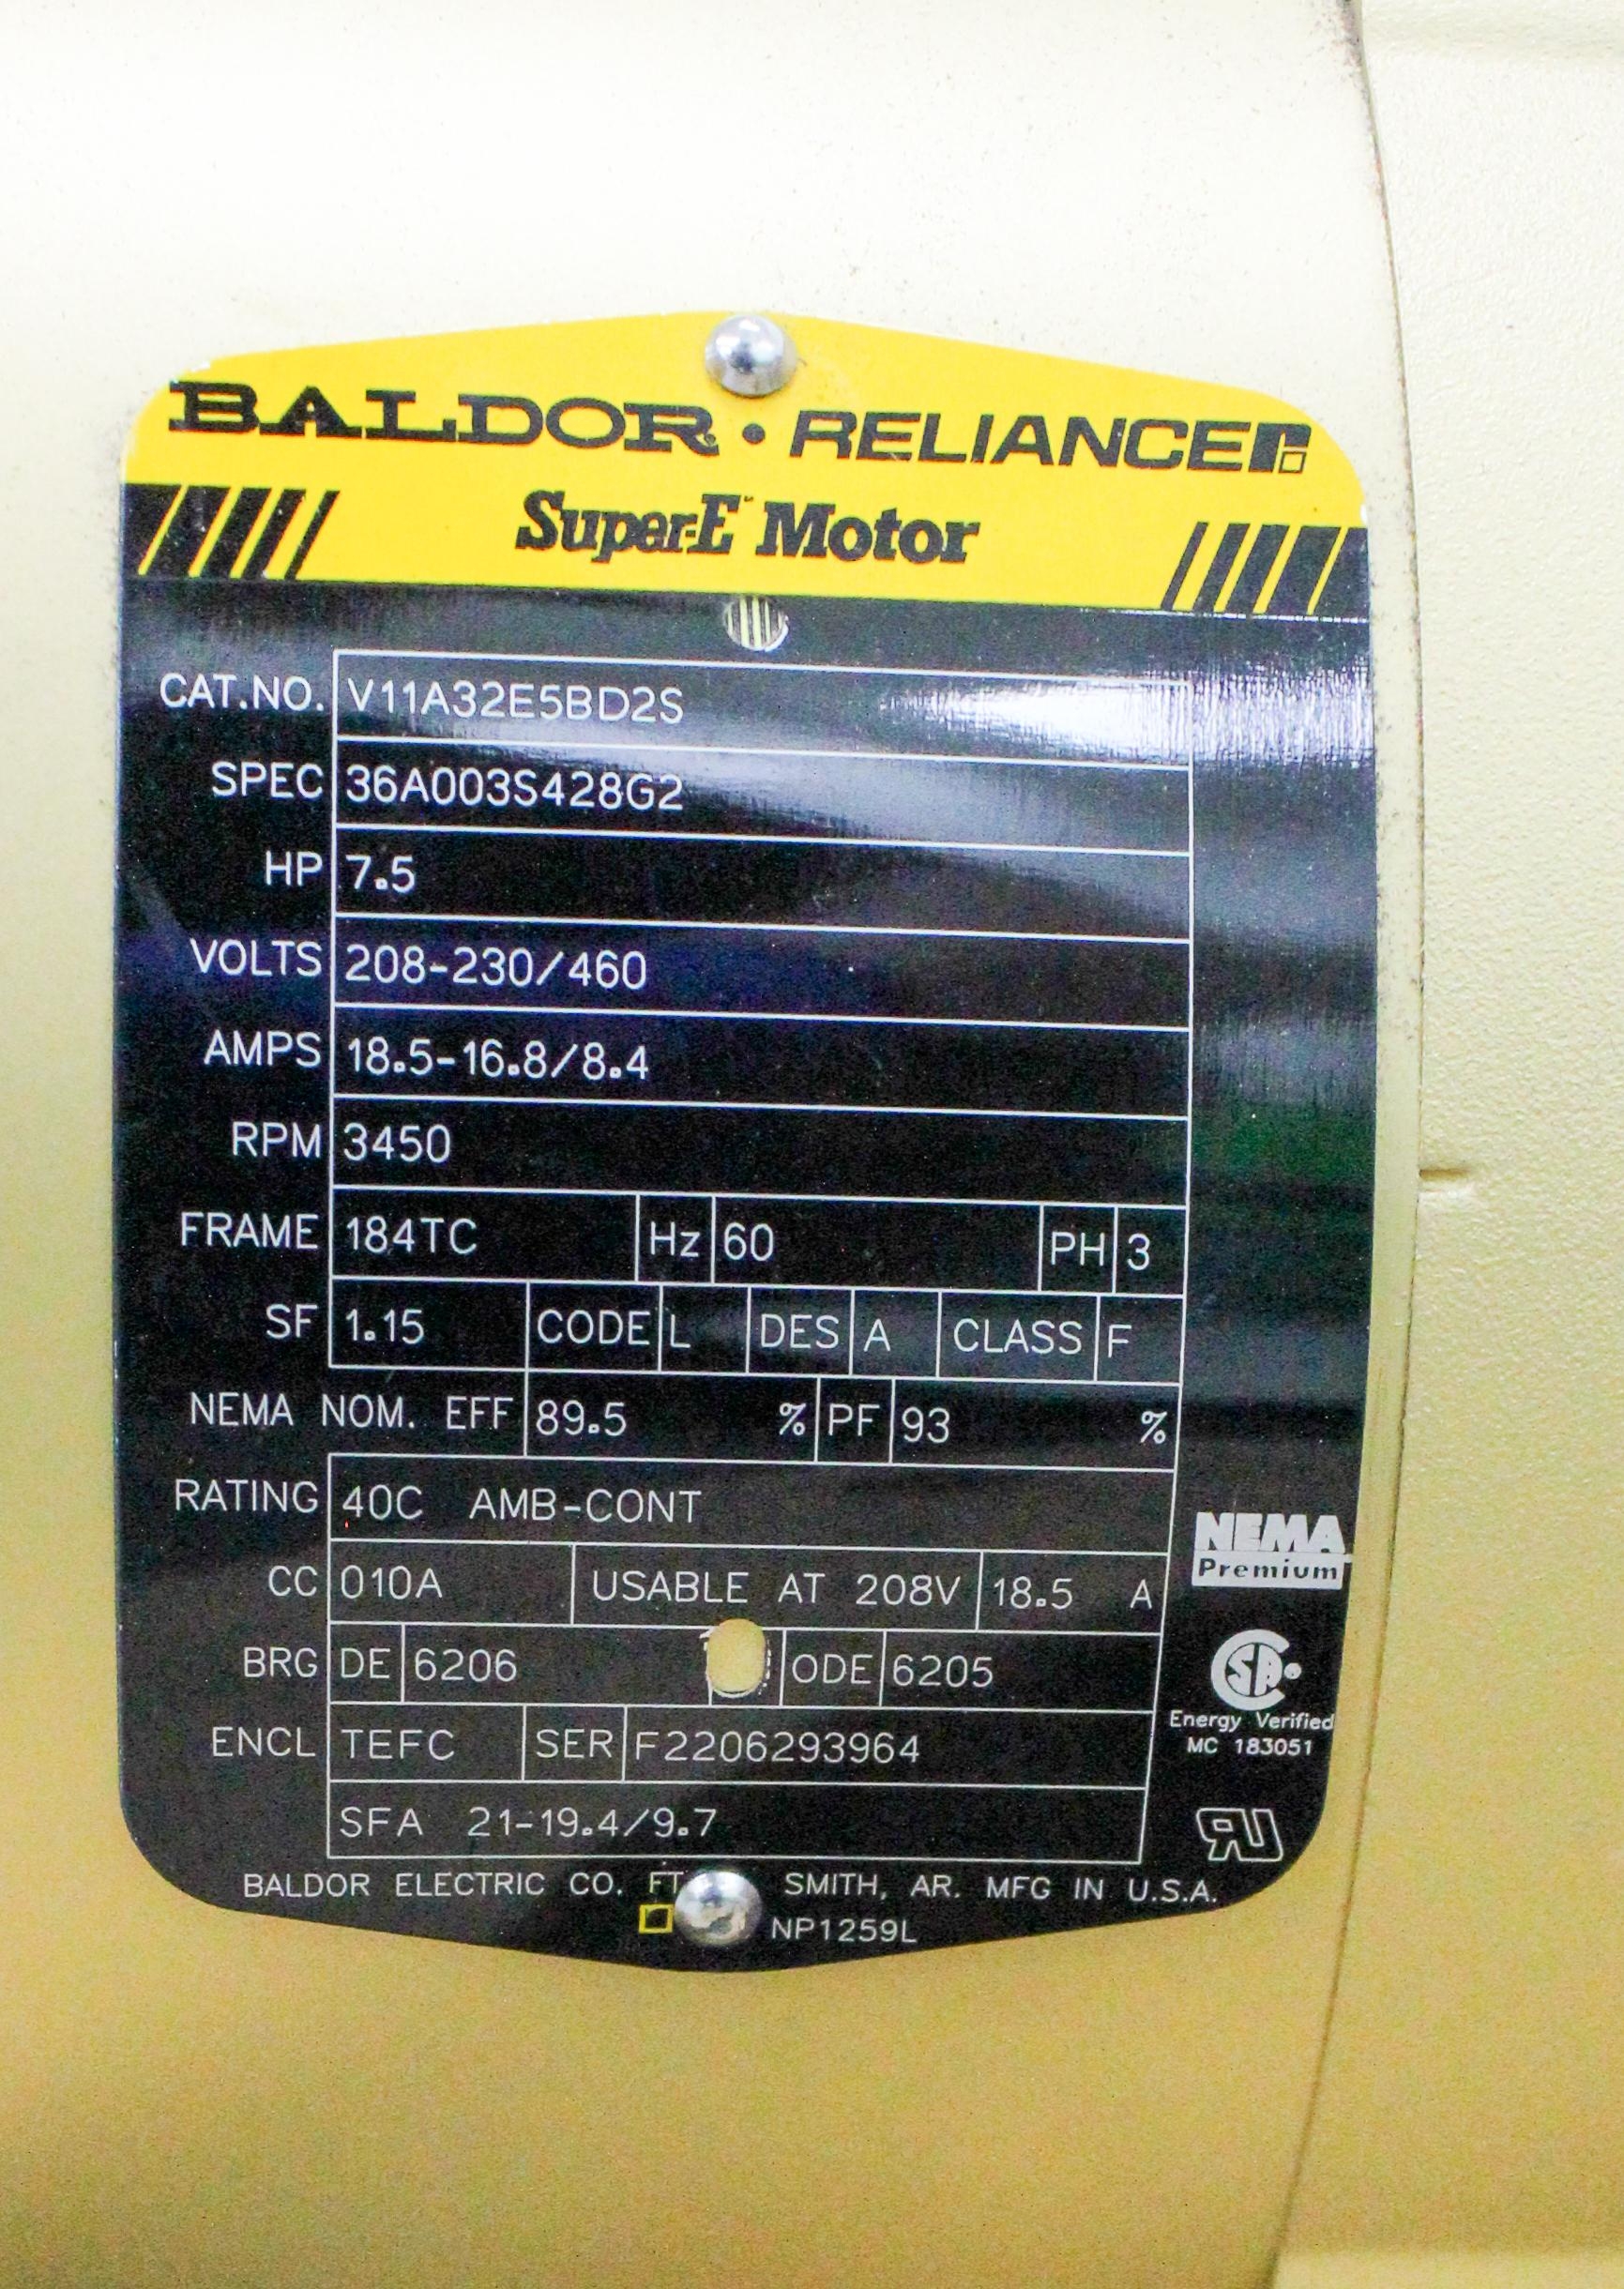 BALDOR • RELIANCE
Super-E Motor
CAT.NO. V11A32E5BD2S
SPEC 36A003S428G2
HP 7.5
VOLTS 208-230/460
AMPS 18.5-16.8/8.4
RPM 3450
FRAME 184TC Hz 60 PH 3
SF 1.15 CODE L DES A CLASS F
NEMA NOM. EFF 89.5 % PF 93 %
RATING 40C AMB-CONT
CC 010A USABLE AT 208V 18.5 A
BRG DE 6206 ODE 6205
ENCL TEFC SER F2206293964
SFA 21-19.4/9.7
NEMA
Premium
SA
Energy Verified
MC 183051
RU
BALDOR ELECTRIC CO. FT SMITH, AR. MFG IN U.S.A.
NP1259L